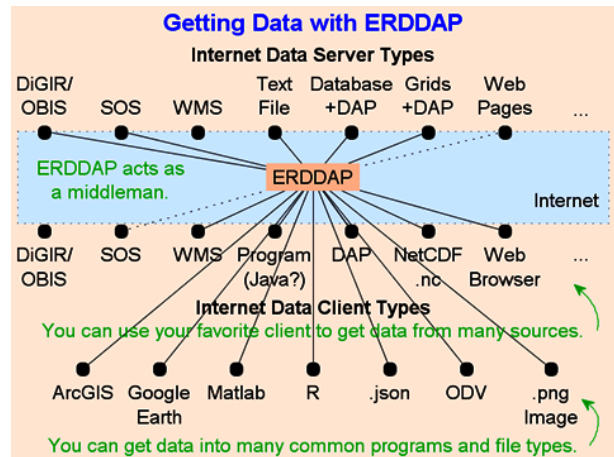 Getting Data with ERDDAP
Internet Data Server Types
DiGIR/ OBIS SOS WMS Text File Database +DAP Grids +DAP Web Pages ...
ERDDAP acts as
a middleman.
ERDDAP
Internet
DiGIR/ OBIS SOS WMS Program (Java?) DAP NetCDF .nc Web Browser ...
Internet Data Client Types
You can use your favorite client to get data from many sources.
ArcGIS Google Earth Matlab R .json ODV .png Image
You can get data into many common programs and file types.